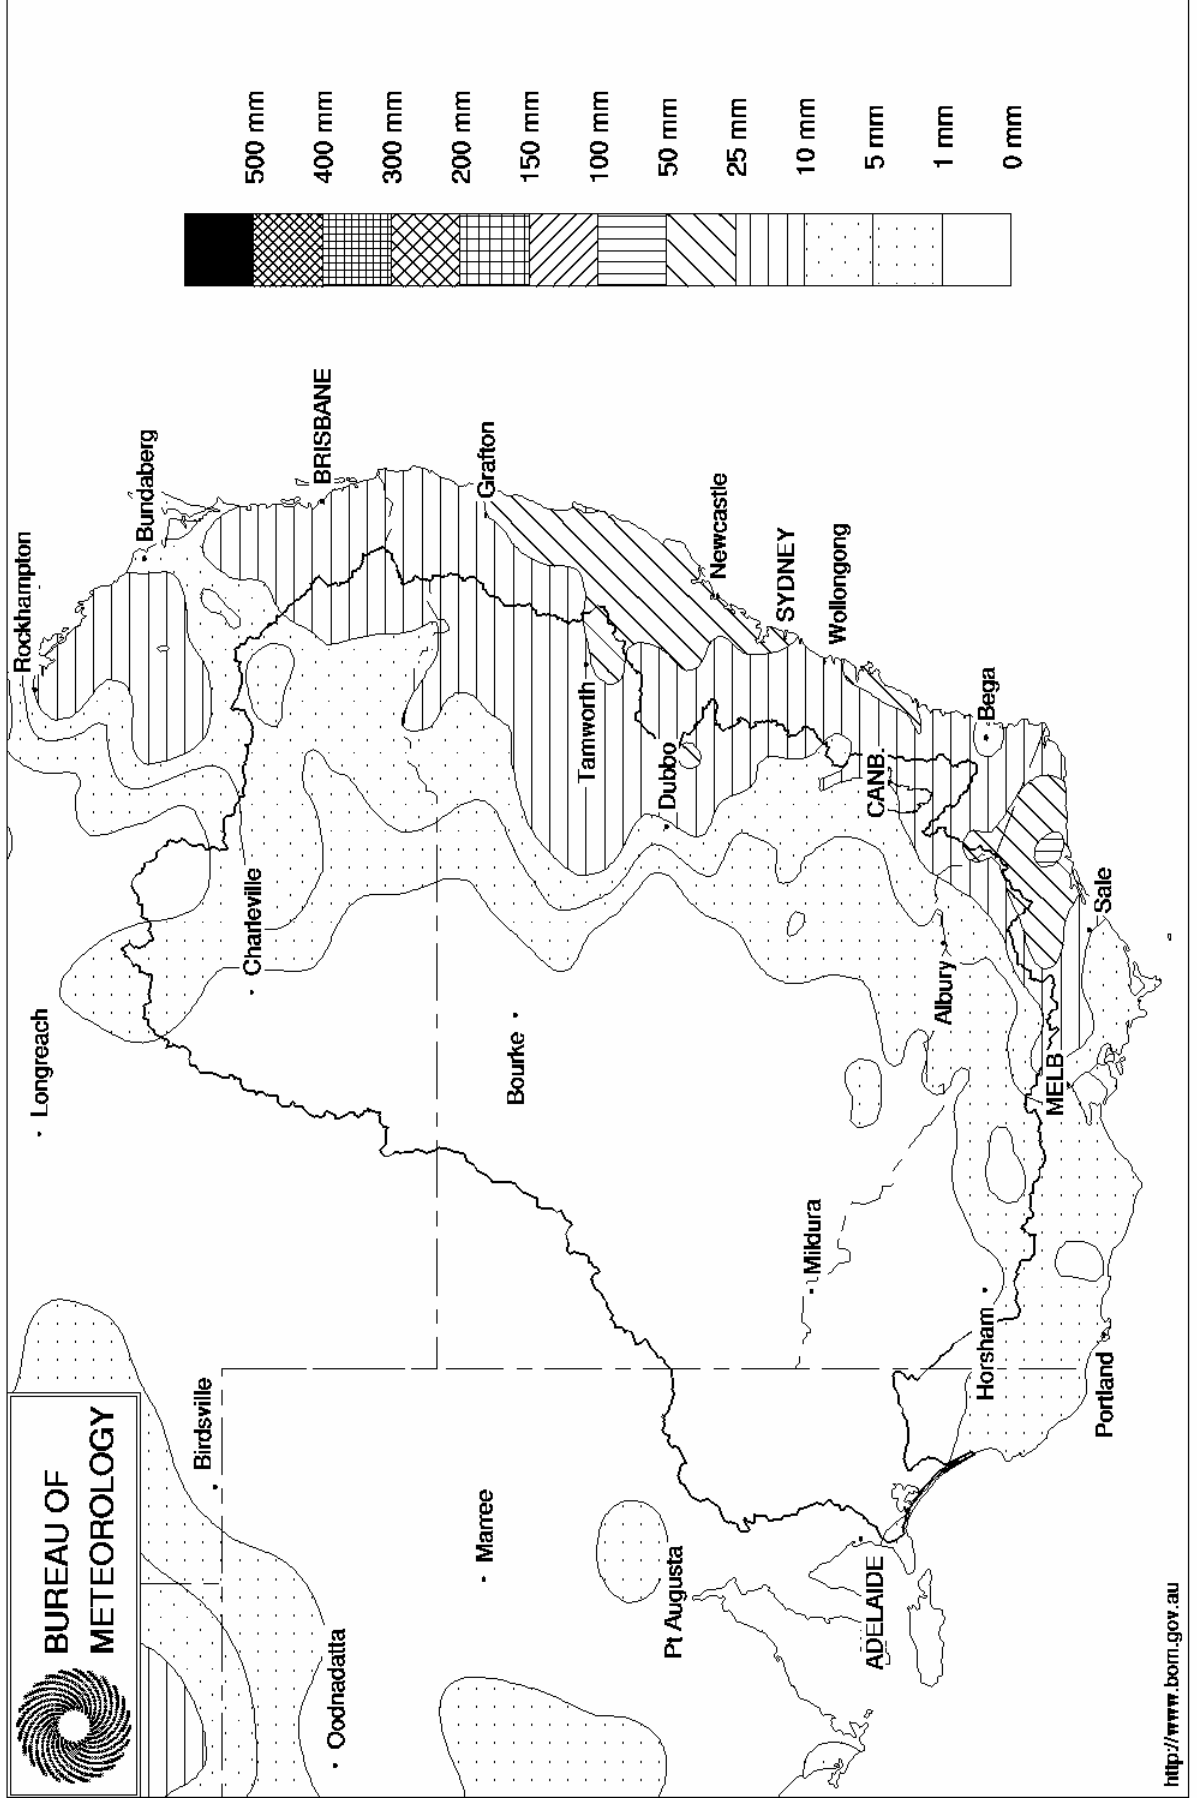 BUREAU OF
METEOROLOGY
Longreach
Rockhampton
Bundaberg
Birdsville
Charleville
BRISBANE
Oodnadatta
Marree
Bourke
Grafton
Tamworth
Pt Augusta
Dubbo
Newcastle
Mildura
SYDNEY
Wollongong
ADELAIDE
CANB.
Albury
Horsham
Bega
MELB
Portland
Sale
500 mm
400 mm
300 mm
200 mm
150 mm
100 mm
50 mm
25 mm
10 mm
5 mm
1 mm
0 mm
http://www.bom.gov.au